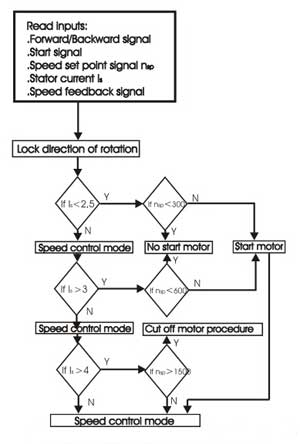 Read inputs:
.Forward/Backward signal
.Start signal
.Speed set point signal nsp
.Stator current Is
.Speed feedback signal
Lock direction of rotation
If Is<2.5
Y
If nsp<300
N
N
Y
Speed control mode
No start motor
Start motor
Y
If Is>3
Y
If nsp<600
N
N
Speed control mode
Cut off motor procedure
Y
If Is>4
Y
If nsp>1500
N
N
Speed control mode